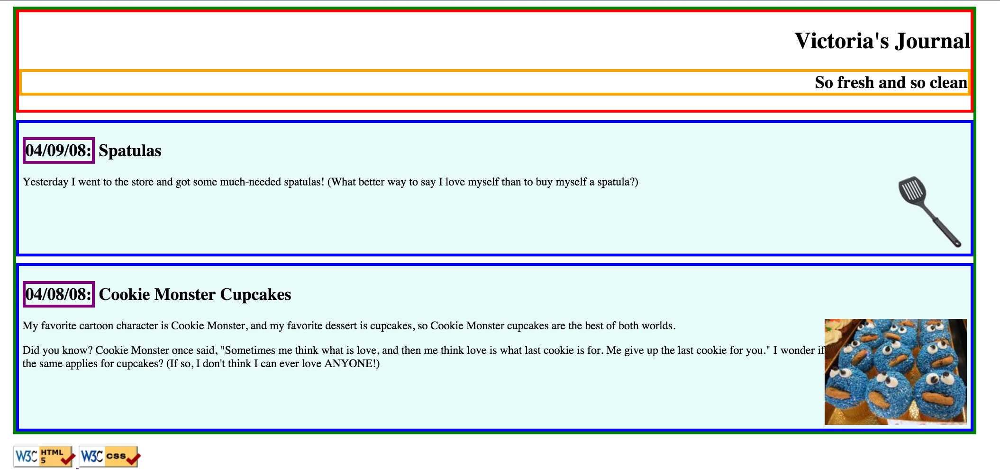 Victoria's Journal
So fresh and so clean
04/09/08: Spatulas
Yesterday I went to the store and got some much-needed spatulas! (What better way to say I love myself than to buy myself a spatula?)
04/08/08: Cookie Monster Cupcakes
My favorite cartoon character is Cookie Monster, and my favorite dessert is cupcakes, so Cookie Monster cupcakes are the best of both worlds.
Did you know? Cookie Monster once said, "Sometimes me think what is love, and then me think love is what last cookie is for. Me give up the last cookie for you." I wonder if
the same applies for cupcakes? (If so, I don't think I can ever love ANYONE!)
W3C HTML 5 W3C css